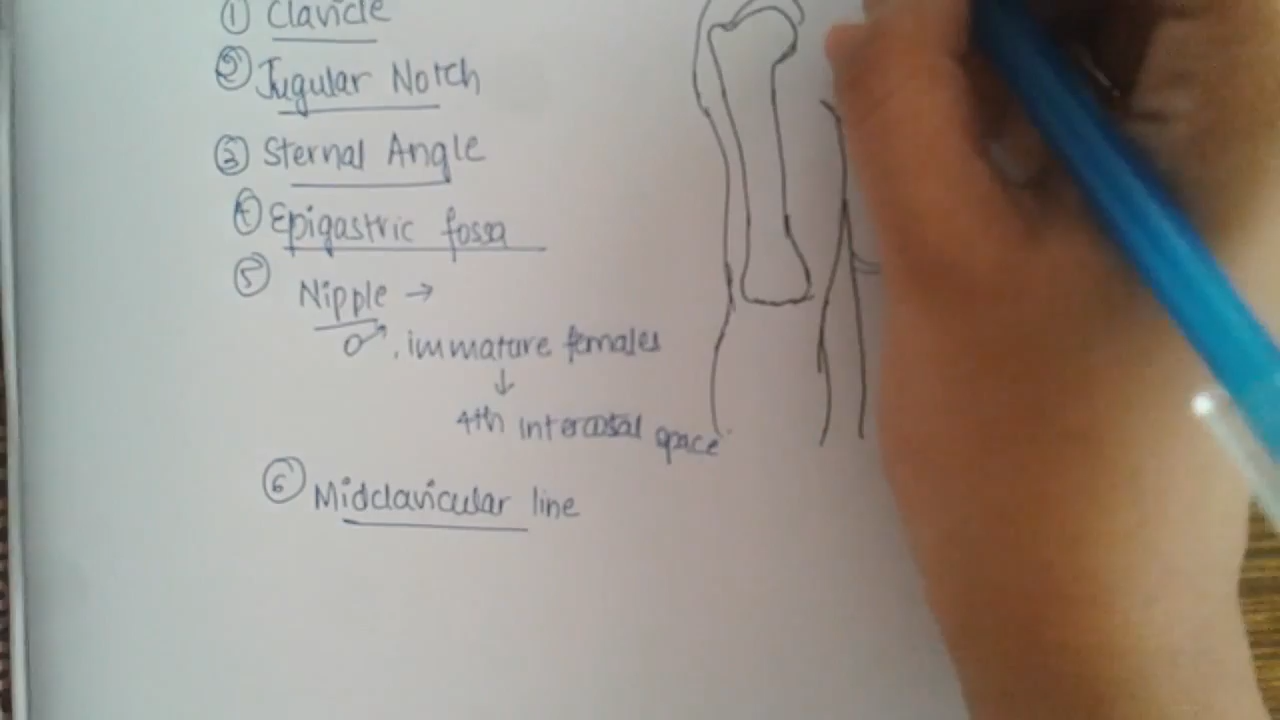 ① Clavicle
② Jugular Notch
③ Sternal Angle
④ Epigastric fossa
⑤ Nipple →
♂, immature females
↓
4th intercostal space
⑥ Midclavicular line